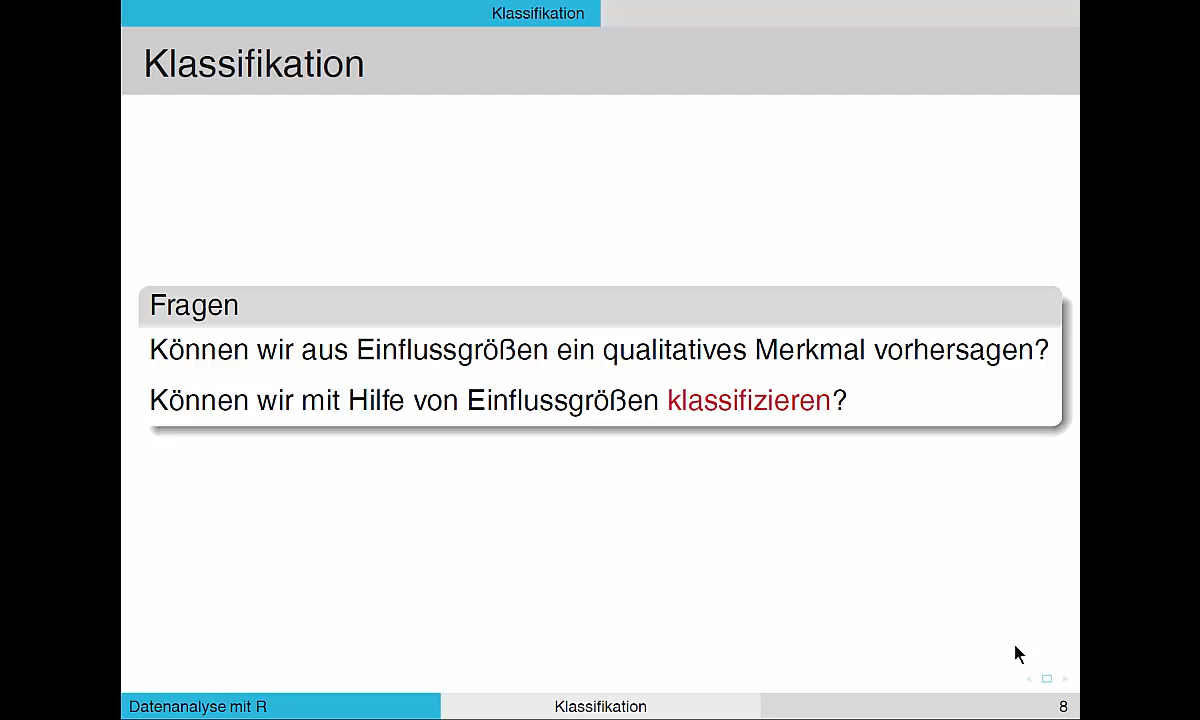 Klassifikation
Klassifikation
Fragen
Können wir aus Einflussgrößen ein qualitatives Merkmal vorhersagen?
Können wir mit Hilfe von Einflussgrößen klassifizieren?
Datenanalyse mit R
Klassifikation
8